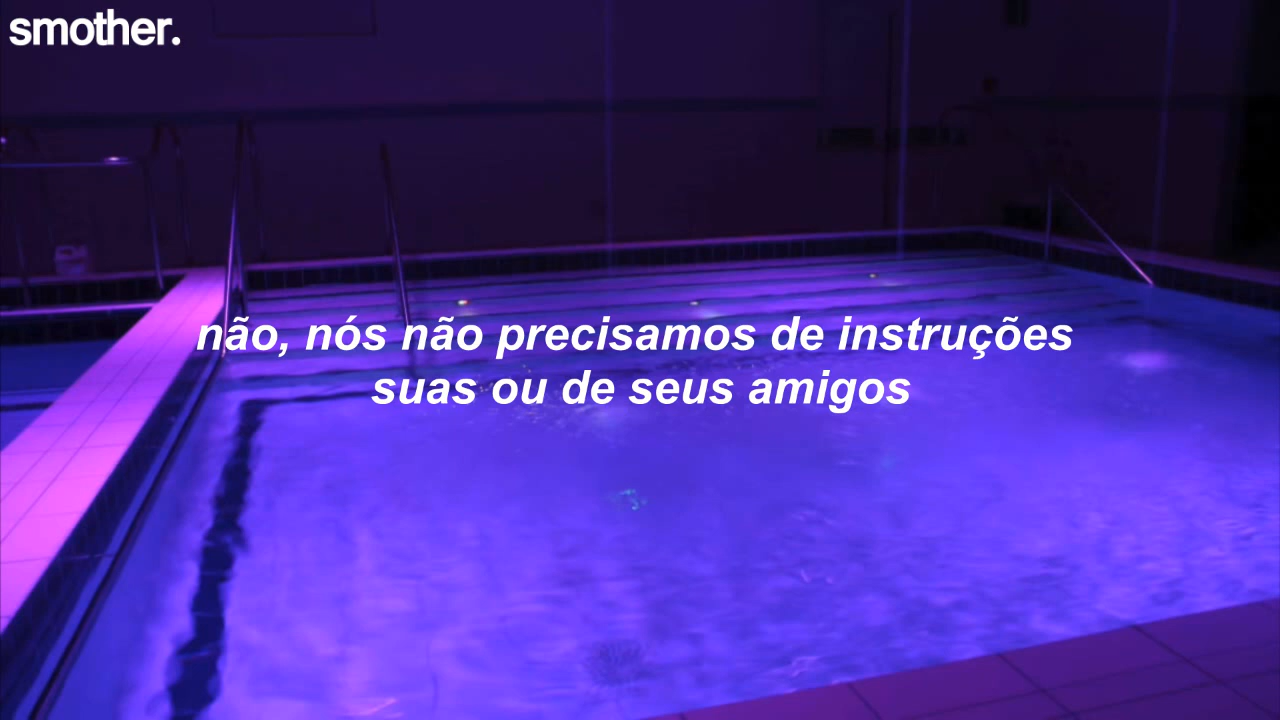 smother.
não, nós não precisamos de instruções
suas ou de seus amigos